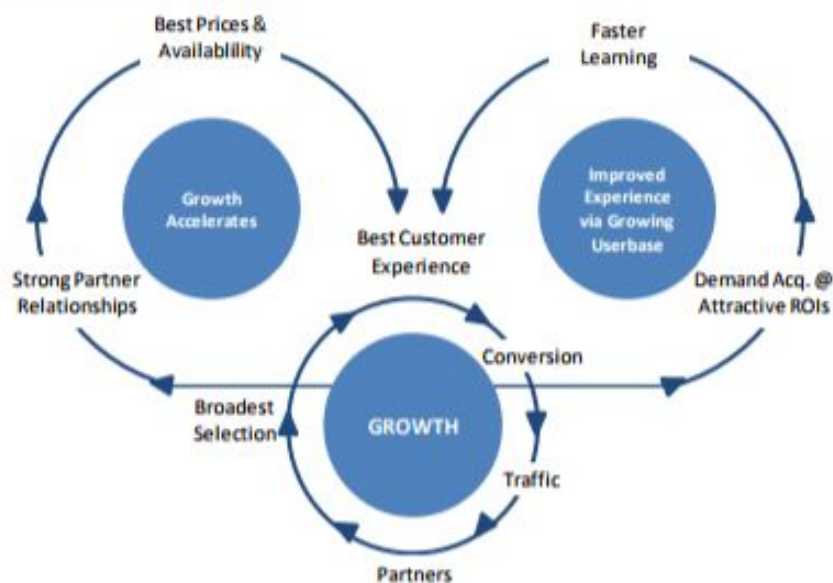 Best Prices &
Availablility
Faster
Learning
Growth
Accelerates
Improved
Experience
via Growing
Userbase
Best Customer
Experience
Strong Partner
Relationships
Demand Acq. @
Attractive ROIs
Conversion
Broadest
Selection
GROWTH
Traffic
Partners